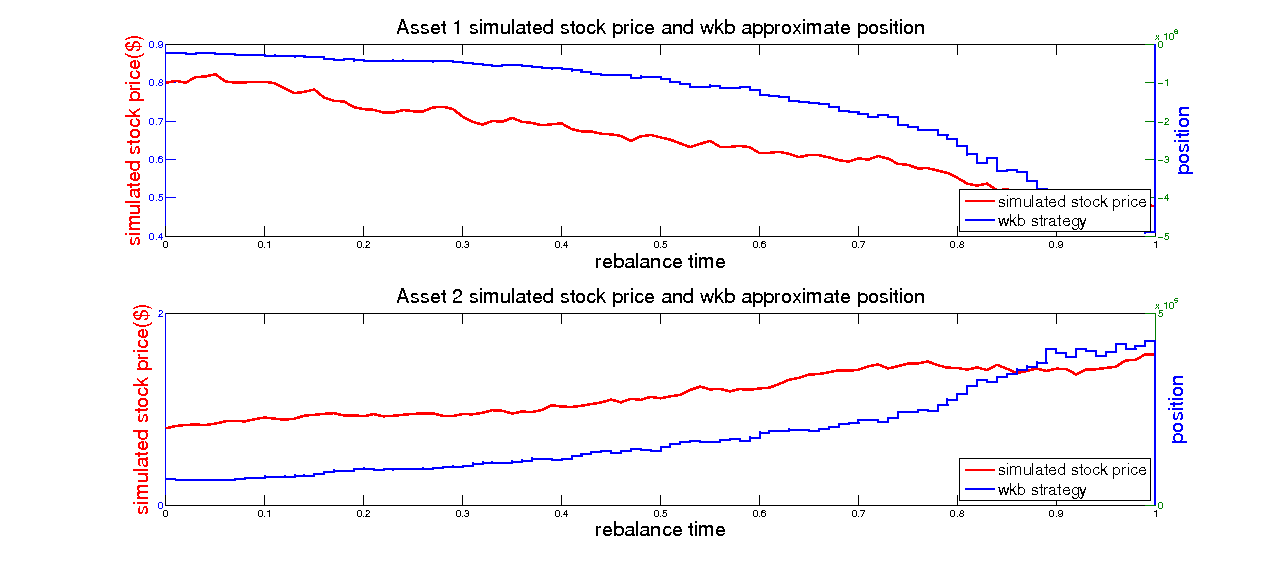 Asset 1 simulated stock price and wkb approximate position
simulated stock price($)
0.9
0.8
0.7
0.6
0.5
0.4
0
-1
-2
-3
-4
-5
position
simulated stock price
wkb strategy
0 0.1 0.2 0.3 0.4 0.5 0.6 0.7 0.8 0.9 1
rebalance time
Asset 2 simulated stock price and wkb approximate position
simulated stock price($)
2
0
5
0
position
simulated stock price
wkb strategy
0 0.1 0.2 0.3 0.4 0.5 0.6 0.7 0.8 0.9 1
rebalance time